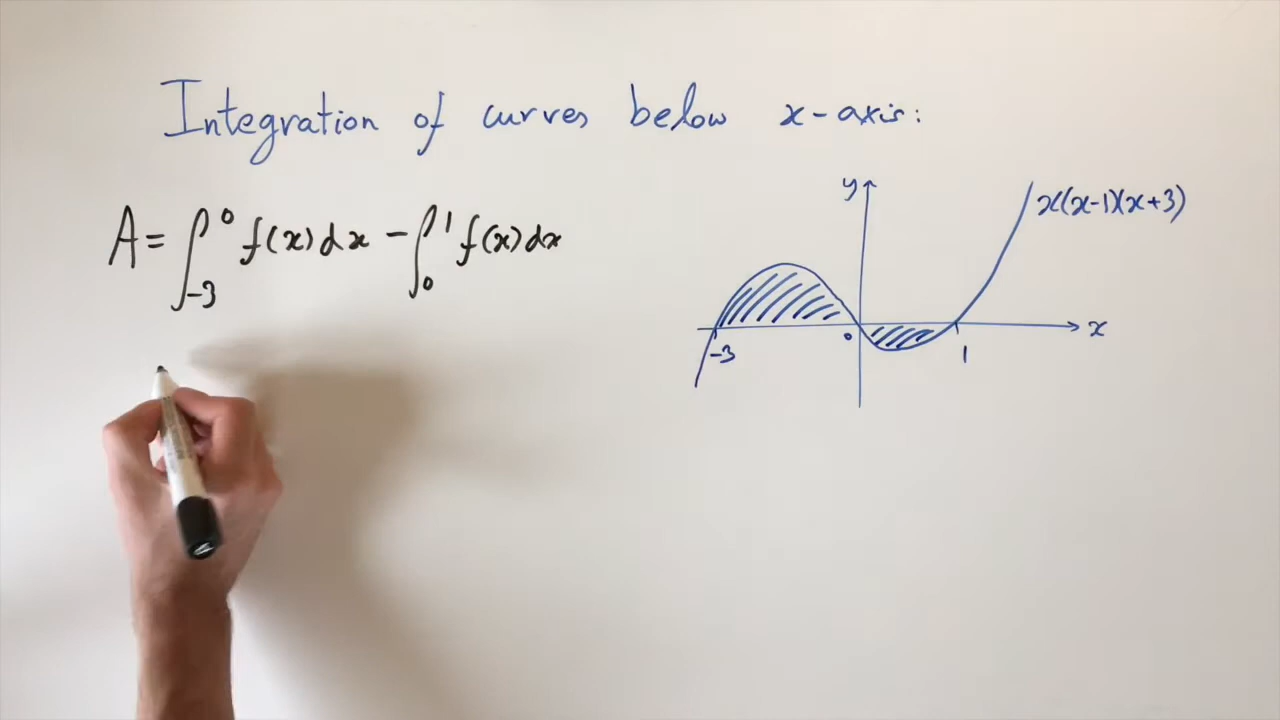 Integration of curves below x-axis:
A = ∫₋₃⁰ f(x)dx − ∫₀¹ f(x)dx
y
x(x-1)(x+3)
-3 0 1 x